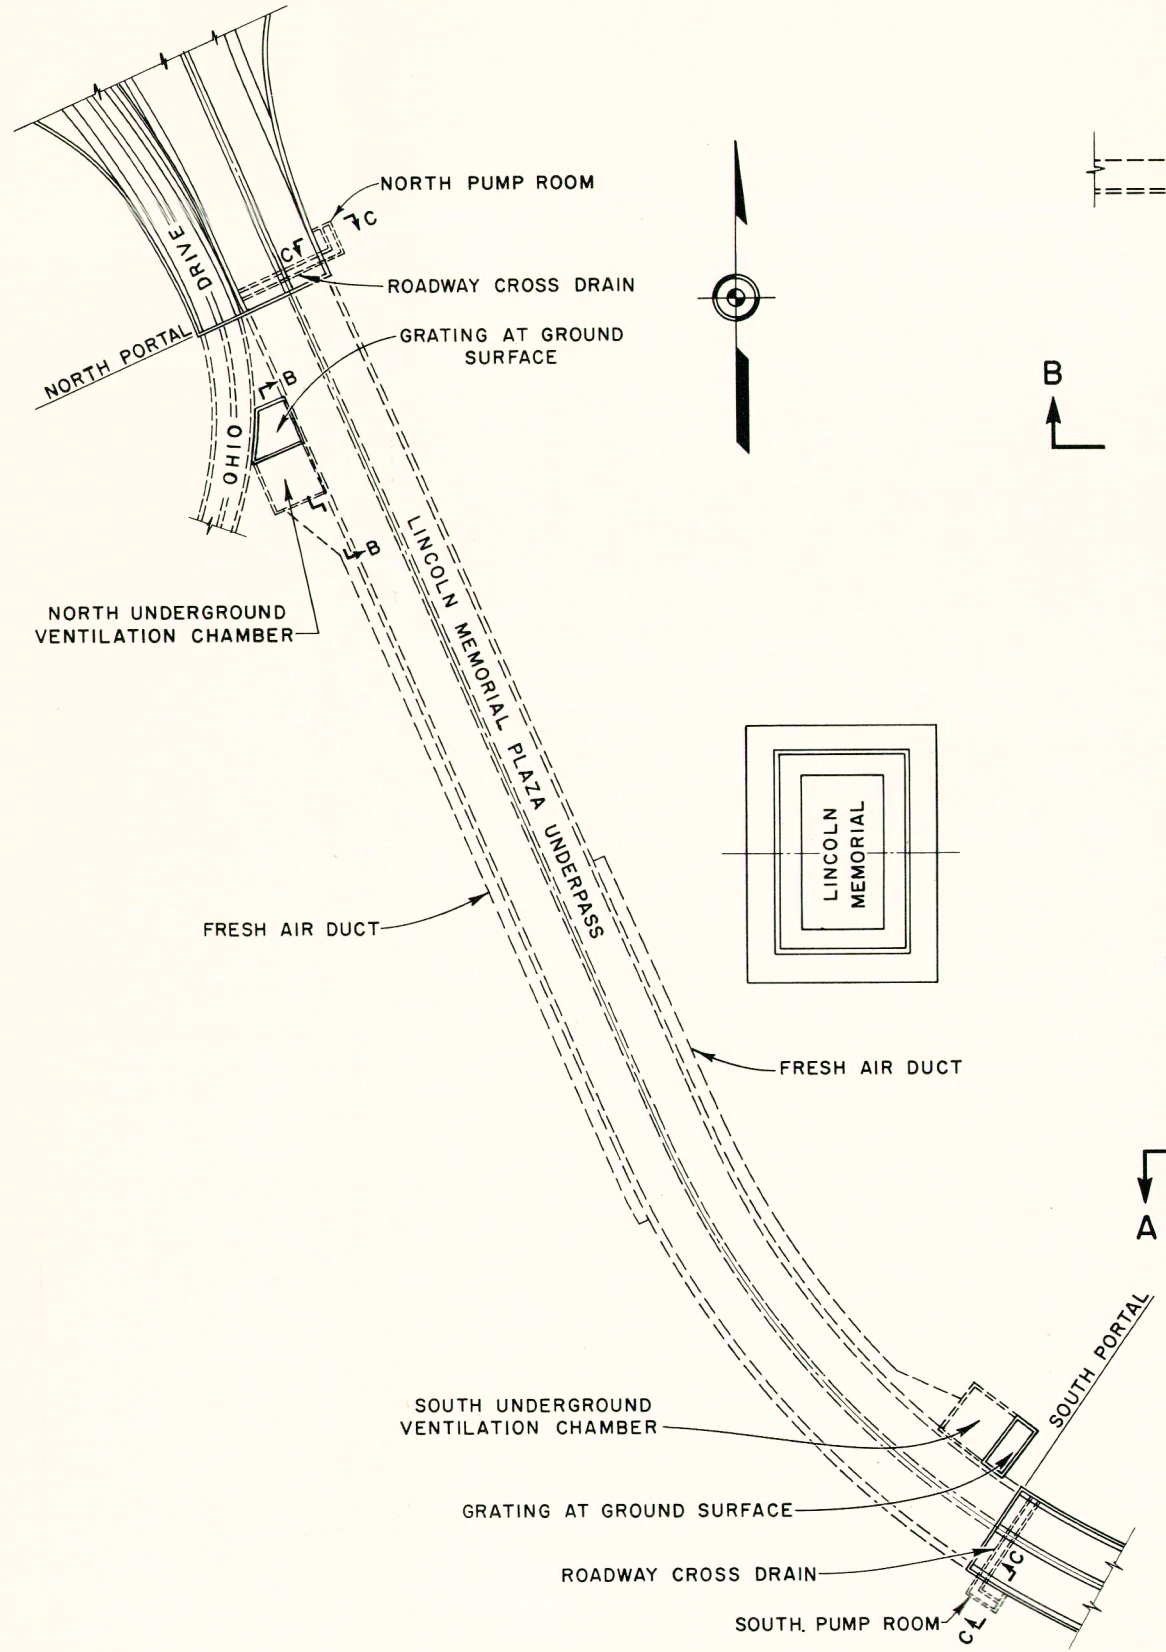 NORTH PUMP ROOM
C
C
DRIVE
ROADWAY CROSS DRAIN
NORTH PORTAL
GRATING AT GROUND
SURFACE
B
B
OHIO
LINCOLN MEMORIAL PLAZA UNDERPASS
B
NORTH UNDERGROUND
VENTILATION CHAMBER
LINCOLN
MEMORIAL
FRESH AIR DUCT
FRESH AIR DUCT
A
SOUTH PORTAL
SOUTH UNDERGROUND
VENTILATION CHAMBER
GRATING AT GROUND SURFACE
ROADWAY CROSS DRAIN
C
SOUTH. PUMP ROOM
C